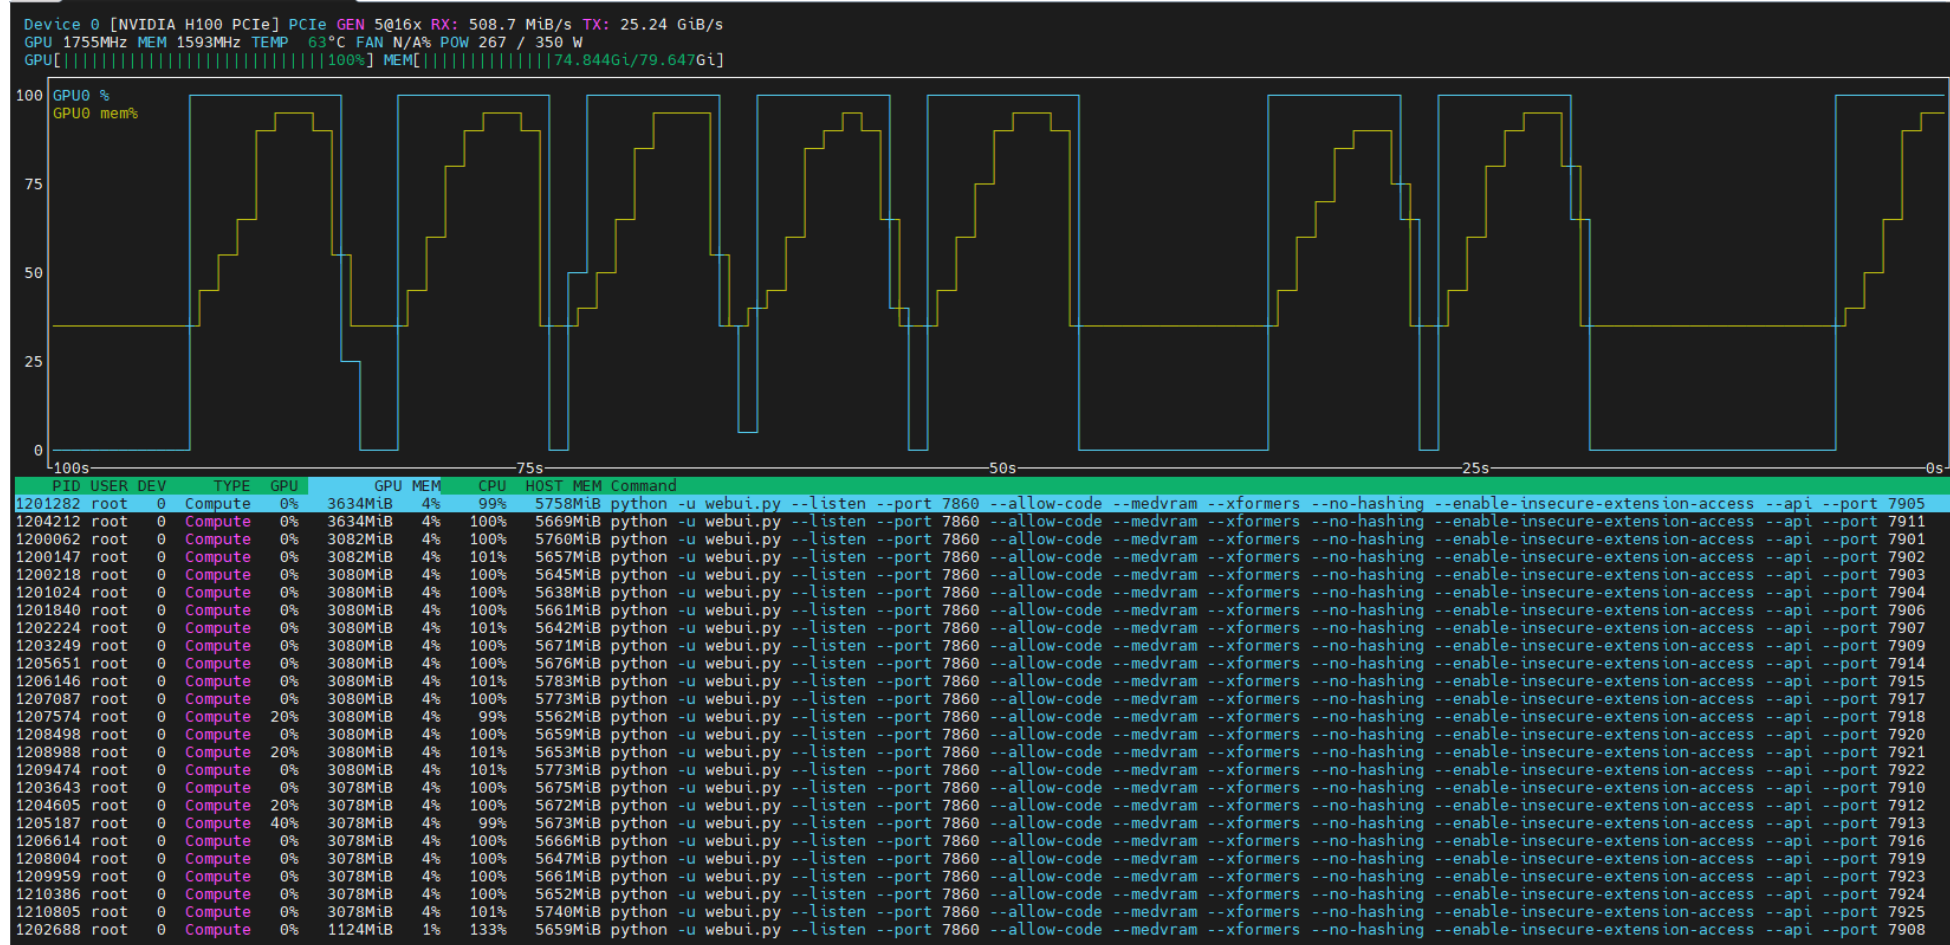 Device 0 [NVIDIA H100 PCIe] PCIe GEN 5@16x RX: 508.7 MiB/s TX: 25.24 GiB/s
GPU 1755MHz MEM 1593MHz TEMP 63°C FAN N/A% POW 267 / 350 W
GPU[||||||||||||||||||||||||||||100%] MEM[||||||||||||||74.844Gi/79.647Gi]
100 GPU0 %
GPU0 mem%
75
50
25
0
100s 75s 50s 25s 0s
PID USER DEV TYPE GPU GPU MEM CPU HOST MEM Command
1201282 root 0 Compute 0% 3634MiB 4% 99% 5758MiB python -u webui.py --listen --port 7860 --allow-code --medvram --xformers --no-hashing --enable-insecure-extension-access --api --port 7905
1204212 root 0 Compute 0% 3634MiB 4% 100% 5669MiB python -u webui.py --listen --port 7860 --allow-code --medvram --xformers --no-hashing --enable-insecure-extension-access --api --port 7911
1200062 root 0 Compute 0% 3082MiB 4% 100% 5760MiB python -u webui.py --listen --port 7860 --allow-code --medvram --xformers --no-hashing --enable-insecure-extension-access --api --port 7901
1200147 root 0 Compute 0% 3082MiB 4% 101% 5657MiB python -u webui.py --listen --port 7860 --allow-code --medvram --xformers --no-hashing --enable-insecure-extension-access --api --port 7902
1200218 root 0 Compute 0% 3080MiB 4% 100% 5645MiB python -u webui.py --listen --port 7860 --allow-code --medvram --xformers --no-hashing --enable-insecure-extension-access --api --port 7903
1201024 root 0 Compute 0% 3080MiB 4% 100% 5638MiB python -u webui.py --listen --port 7860 --allow-code --medvram --xformers --no-hashing --enable-insecure-extension-access --api --port 7904
1201840 root 0 Compute 0% 3080MiB 4% 100% 5661MiB python -u webui.py --listen --port 7860 --allow-code --medvram --xformers --no-hashing --enable-insecure-extension-access --api --port 7906
1202224 root 0 Compute 0% 3080MiB 4% 101% 5642MiB python -u webui.py --listen --port 7860 --allow-code --medvram --xformers --no-hashing --enable-insecure-extension-access --api --port 7907
1203249 root 0 Compute 0% 3080MiB 4% 100% 5671MiB python -u webui.py --listen --port 7860 --allow-code --medvram --xformers --no-hashing --enable-insecure-extension-access --api --port 7909
1205651 root 0 Compute 0% 3080MiB 4% 100% 5676MiB python -u webui.py --listen --port 7860 --allow-code --medvram --xformers --no-hashing --enable-insecure-extension-access --api --port 7914
1206146 root 0 Compute 0% 3080MiB 4% 101% 5783MiB python -u webui.py --listen --port 7860 --allow-code --medvram --xformers --no-hashing --enable-insecure-extension-access --api --port 7915
1207087 root 0 Compute 0% 3080MiB 4% 100% 5773MiB python -u webui.py --listen --port 7860 --allow-code --medvram --xformers --no-hashing --enable-insecure-extension-access --api --port 7917
1207574 root 0 Compute 20% 3080MiB 4% 99% 5562MiB python -u webui.py --listen --port 7860 --allow-code --medvram --xformers --no-hashing --enable-insecure-extension-access --api --port 7918
1208498 root 0 Compute 0% 3080MiB 4% 100% 5659MiB python -u webui.py --listen --port 7860 --allow-code --medvram --xformers --no-hashing --enable-insecure-extension-access --api --port 7920
1208988 root 0 Compute 20% 3080MiB 4% 101% 5653MiB python -u webui.py --listen --port 7860 --allow-code --medvram --xformers --no-hashing --enable-insecure-extension-access --api --port 7921
1209474 root 0 Compute 0% 3080MiB 4% 101% 5773MiB python -u webui.py --listen --port 7860 --allow-code --medvram --xformers --no-hashing --enable-insecure-extension-access --api --port 7922
1203643 root 0 Compute 0% 3078MiB 4% 100% 5675MiB python -u webui.py --listen --port 7860 --allow-code --medvram --xformers --no-hashing --enable-insecure-extension-access --api --port 7910
1204605 root 0 Compute 20% 3078MiB 4% 100% 5672MiB python -u webui.py --listen --port 7860 --allow-code --medvram --xformers --no-hashing --enable-insecure-extension-access --api --port 7912
1205187 root 0 Compute 40% 3078MiB 4% 99% 5673MiB python -u webui.py --listen --port 7860 --allow-code --medvram --xformers --no-hashing --enable-insecure-extension-access --api --port 7913
1206614 root 0 Compute 0% 3078MiB 4% 100% 5666MiB python -u webui.py --listen --port 7860 --allow-code --medvram --xformers --no-hashing --enable-insecure-extension-access --api --port 7916
1208004 root 0 Compute 0% 3078MiB 4% 100% 5647MiB python -u webui.py --listen --port 7860 --allow-code --medvram --xformers --no-hashing --enable-insecure-extension-access --api --port 7919
1209959 root 0 Compute 0% 3078MiB 4% 100% 5661MiB python -u webui.py --listen --port 7860 --allow-code --medvram --xformers --no-hashing --enable-insecure-extension-access --api --port 7923
1210386 root 0 Compute 0% 3078MiB 4% 100% 5652MiB python -u webui.py --listen --port 7860 --allow-code --medvram --xformers --no-hashing --enable-insecure-extension-access --api --port 7924
1210805 root 0 Compute 0% 3078MiB 4% 101% 5740MiB python -u webui.py --listen --port 7860 --allow-code --medvram --xformers --no-hashing --enable-insecure-extension-access --api --port 7925
1202688 root 0 Compute 0% 1124MiB 1% 133% 5659MiB python -u webui.py --listen --port 7860 --allow-code --medvram --xformers --no-hashing --enable-insecure-extension-access --api --port 7908